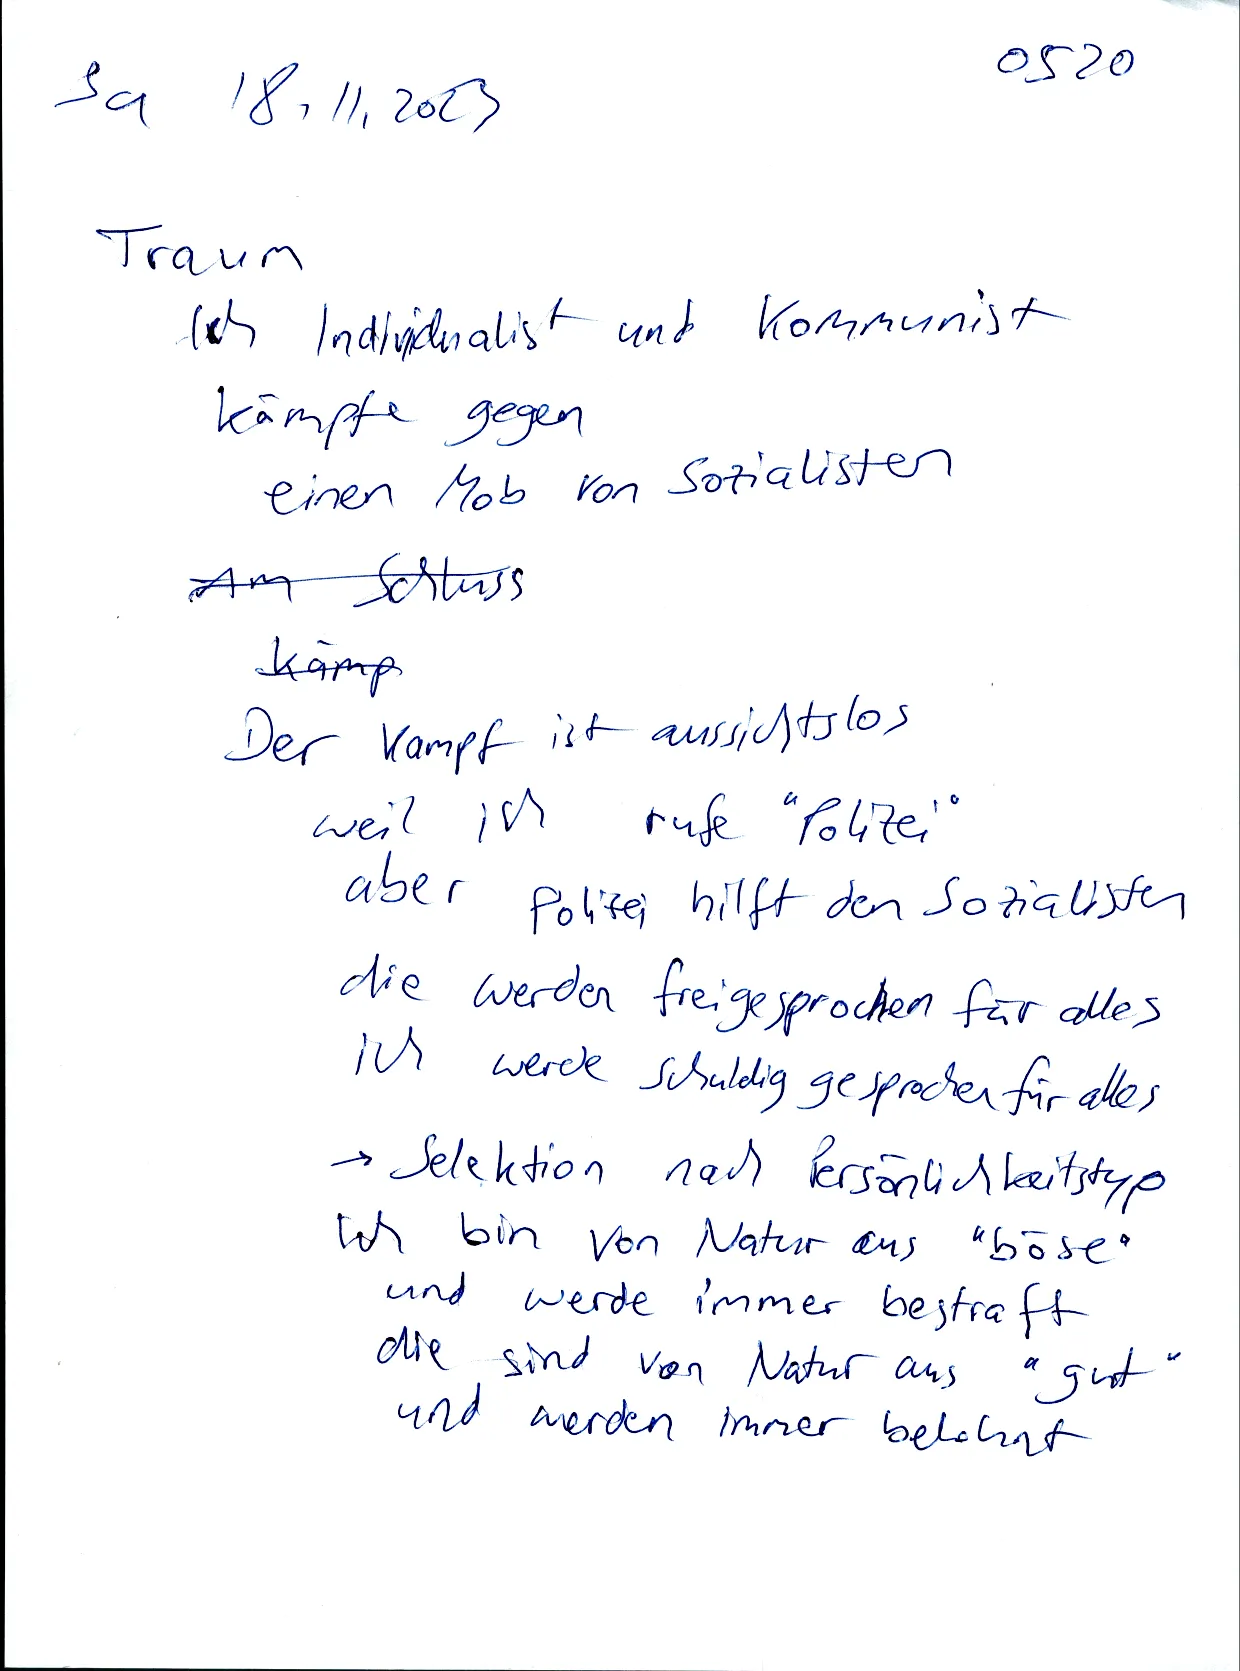 0520
Sa 18.11.2023
Traum
Ich Individualist und Kommunist
kämpfe gegen
einen Mob von Sozialisten
Am Schluss
kämp
Der Kampf ist aussichtslos
weil ich rufe "Polizei"
aber Polizei hilft den Sozialisten
die werden freigesprochen für alles
ich werde schuldig gesprochen für alles
→ Selektion nach Persönlichkeitstyp
Ich bin von Natur aus "böse"
und werde immer bestraft
die sind von Natur aus "gut"
und werden immer belohnt